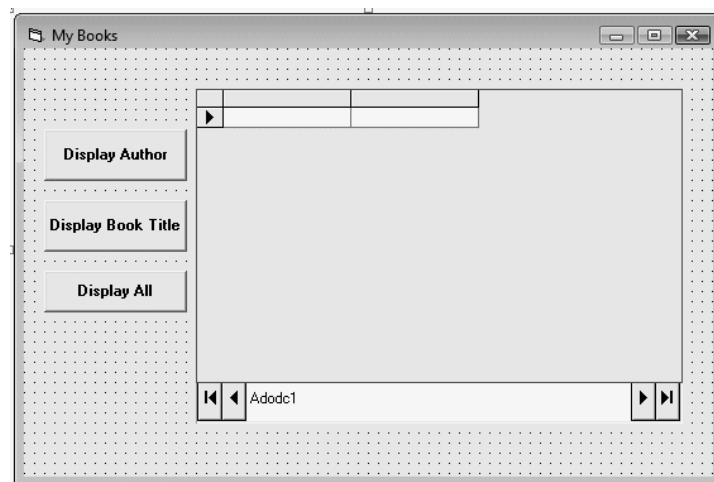 My Books
Display Author
Display Book Title
Display All
Adodc1